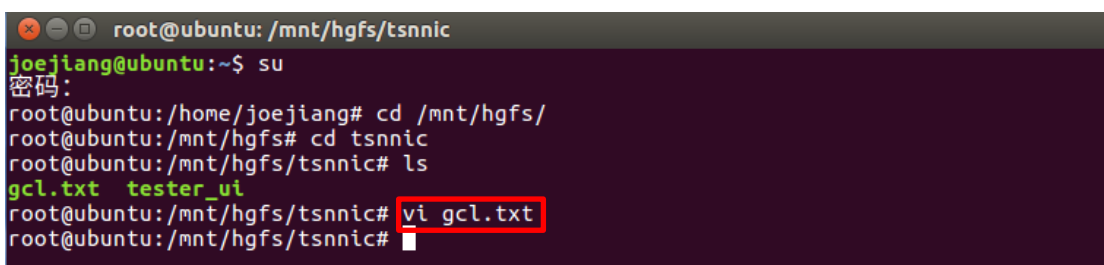 root@ubuntu: /mnt/hgfs/tsnnic
joejiang@ubuntu:~$ su
密码：
root@ubuntu:/home/joejiang# cd /mnt/hgfs/
root@ubuntu:/mnt/hgfs# cd tsnnic
root@ubuntu:/mnt/hgfs/tsnnic# ls
gcl.txt  tester_ui
root@ubuntu:/mnt/hgfs/tsnnic# vi gcl.txt
root@ubuntu:/mnt/hgfs/tsnnic#